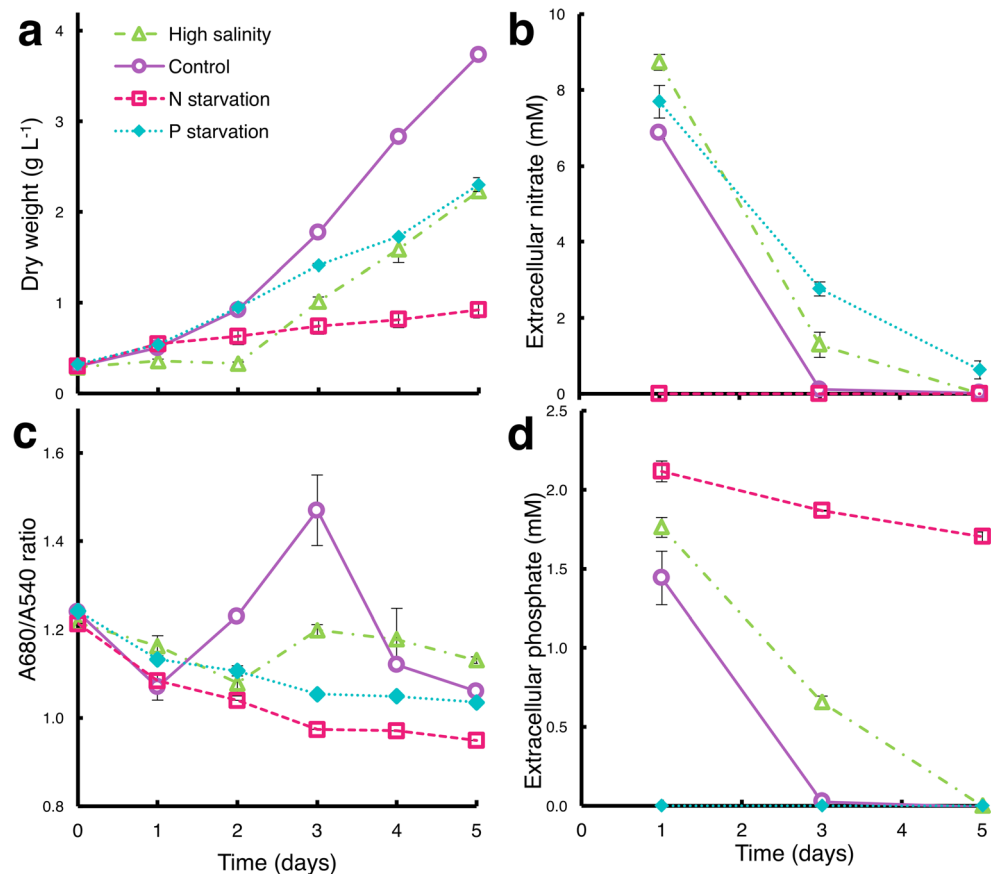 a
High salinity
Control
N starvation
P starvation
Dry weight (g L⁻¹)
4
3
2
1
0
b
Extracellular nitrate (mM)
10
8
6
4
2
0
c
A680/A540 ratio
1.6
1.4
1.2
1.0
0.8
0 1 2 3 4 5
Time (days)
d
Extracellular phosphate (mM)
2.5
2.0
1.5
1.0
0.5
0.0
0 1 2 3 4 5
Time (days)